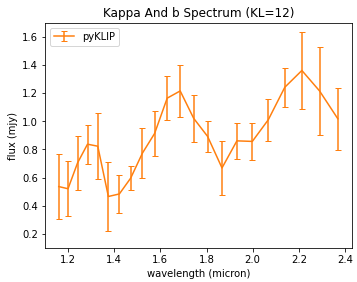 Kappa And b Spectrum (KL=12)
pyKLIP
flux (mjy)
1.6
1.4
1.2
1.0
0.8
0.6
0.4
0.2
1.2 1.4 1.6 1.8 2.0 2.2 2.4
wavelength (micron)